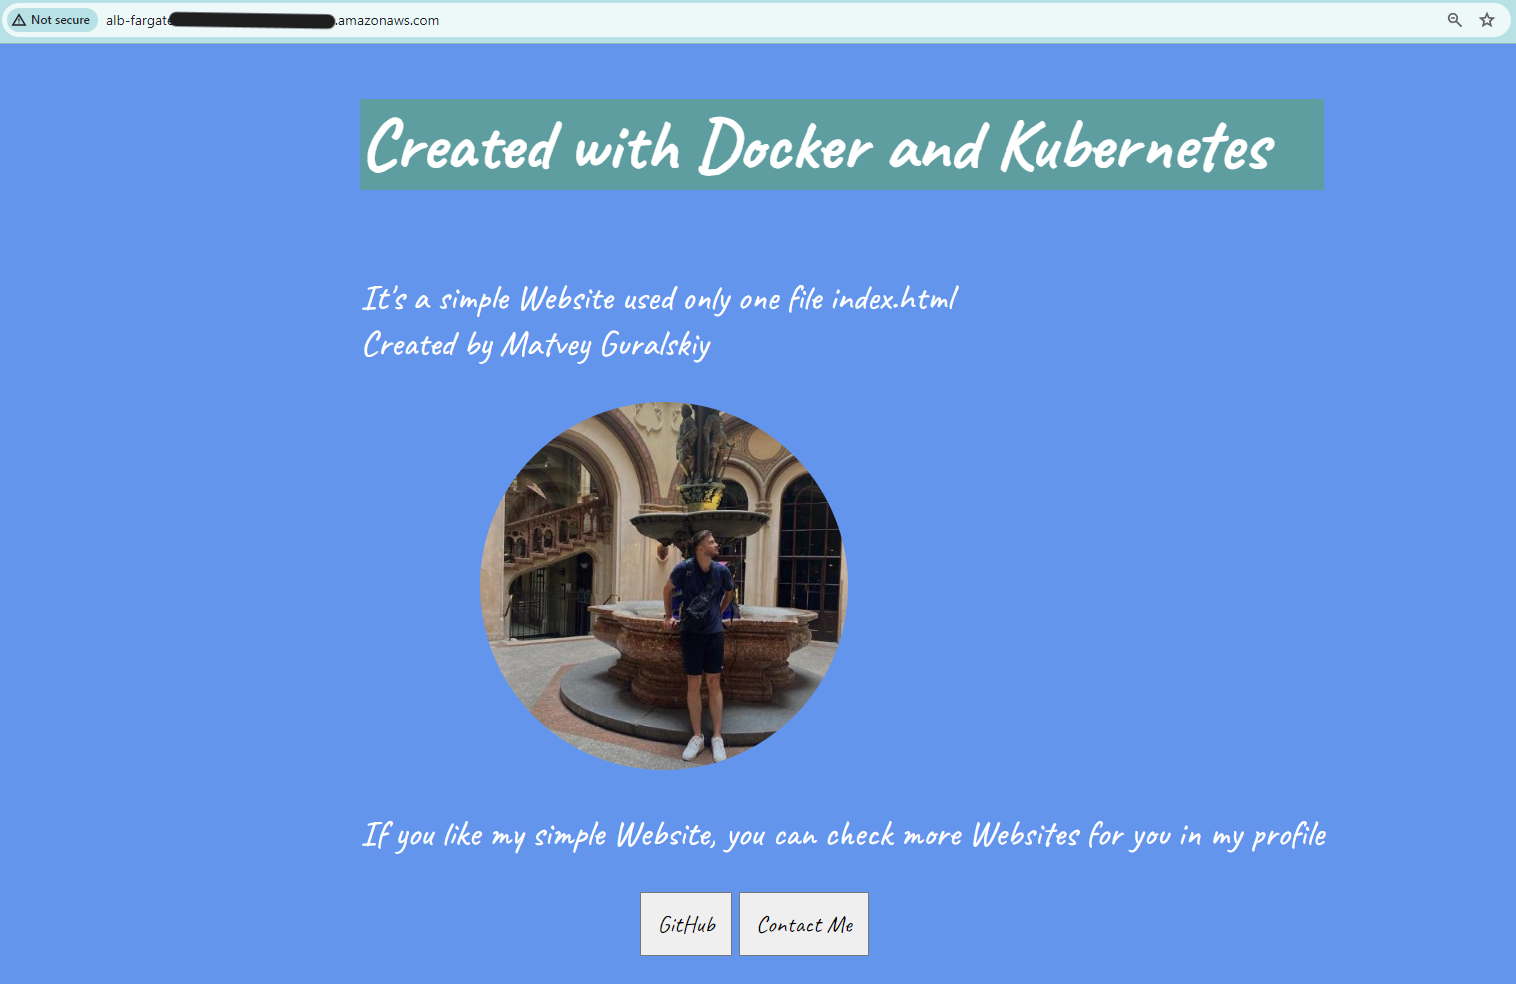 Not secure
alb-fargate .amazonaws.com
Created with Docker and Kubernetes
It's a simple Website used only one file index.html
Created by Matvey Guralskiy
If you like my simple Website, you can check more Websites for you in my profile
GitHub
Contact Me